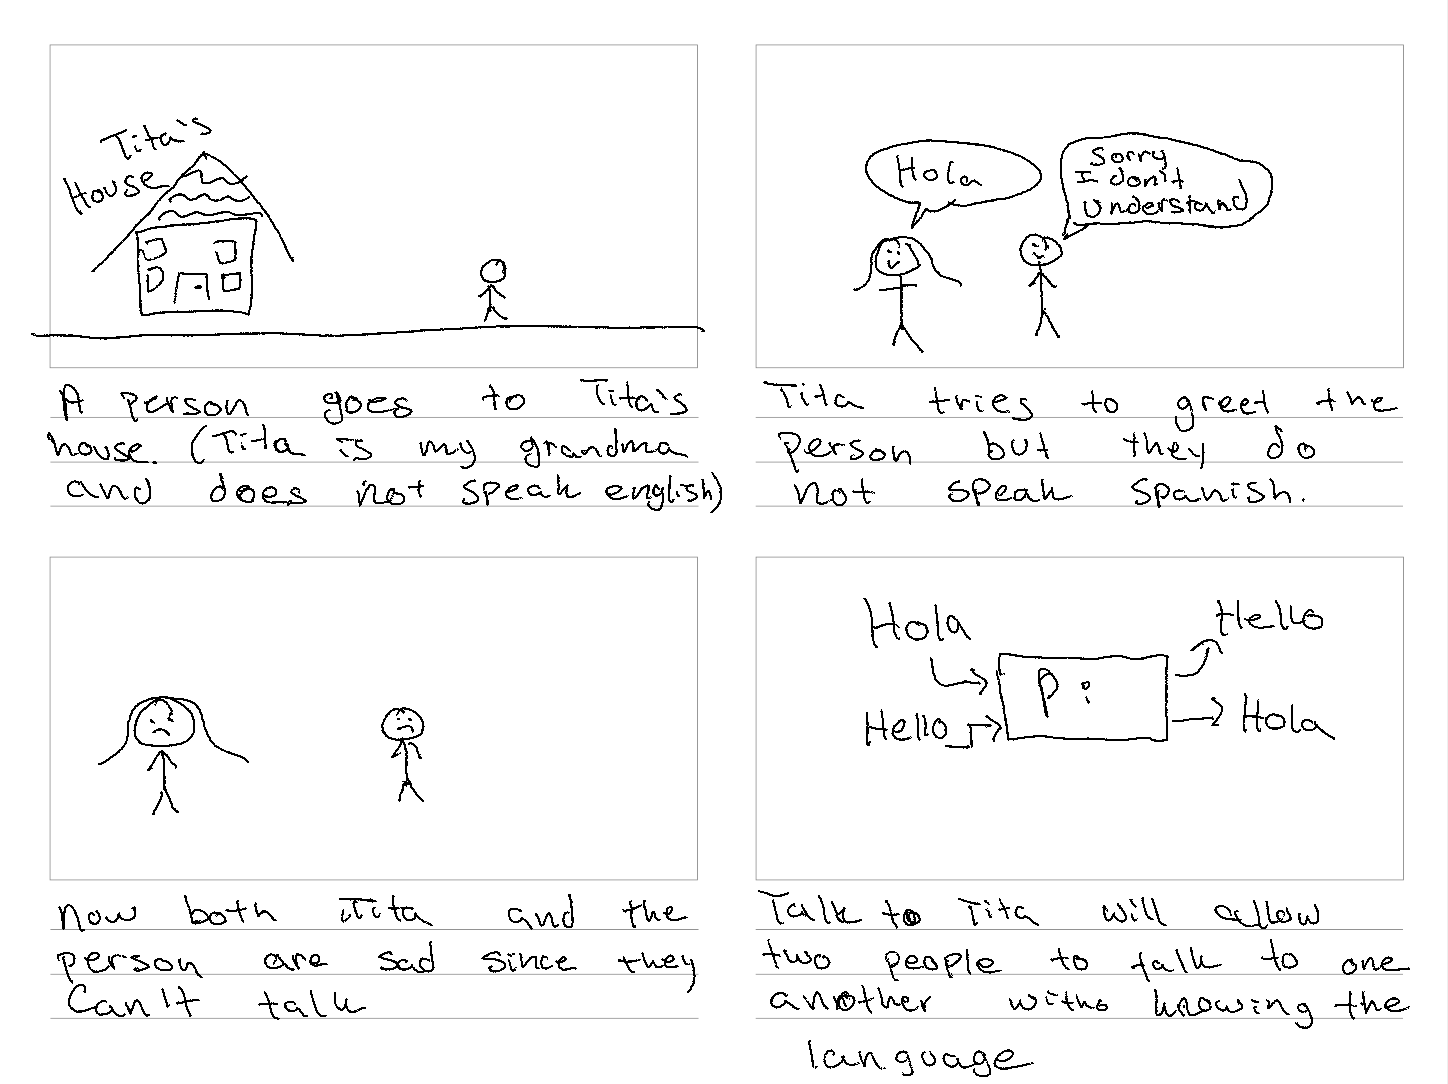 Tita's
House
A person goes to Tita's
house. (Tita is my grandma
and does not speak english)
Hola
Sorry
I don't
Understand
Tita tries to greet the
person but they do
not speak Spanish.
Now both Tita and the
person are sad since they
Can't talk
Hola
Hello
Pi
Hello
Hola
Talk to Tita will allow
two people to talk to one
another witho knowing the
language